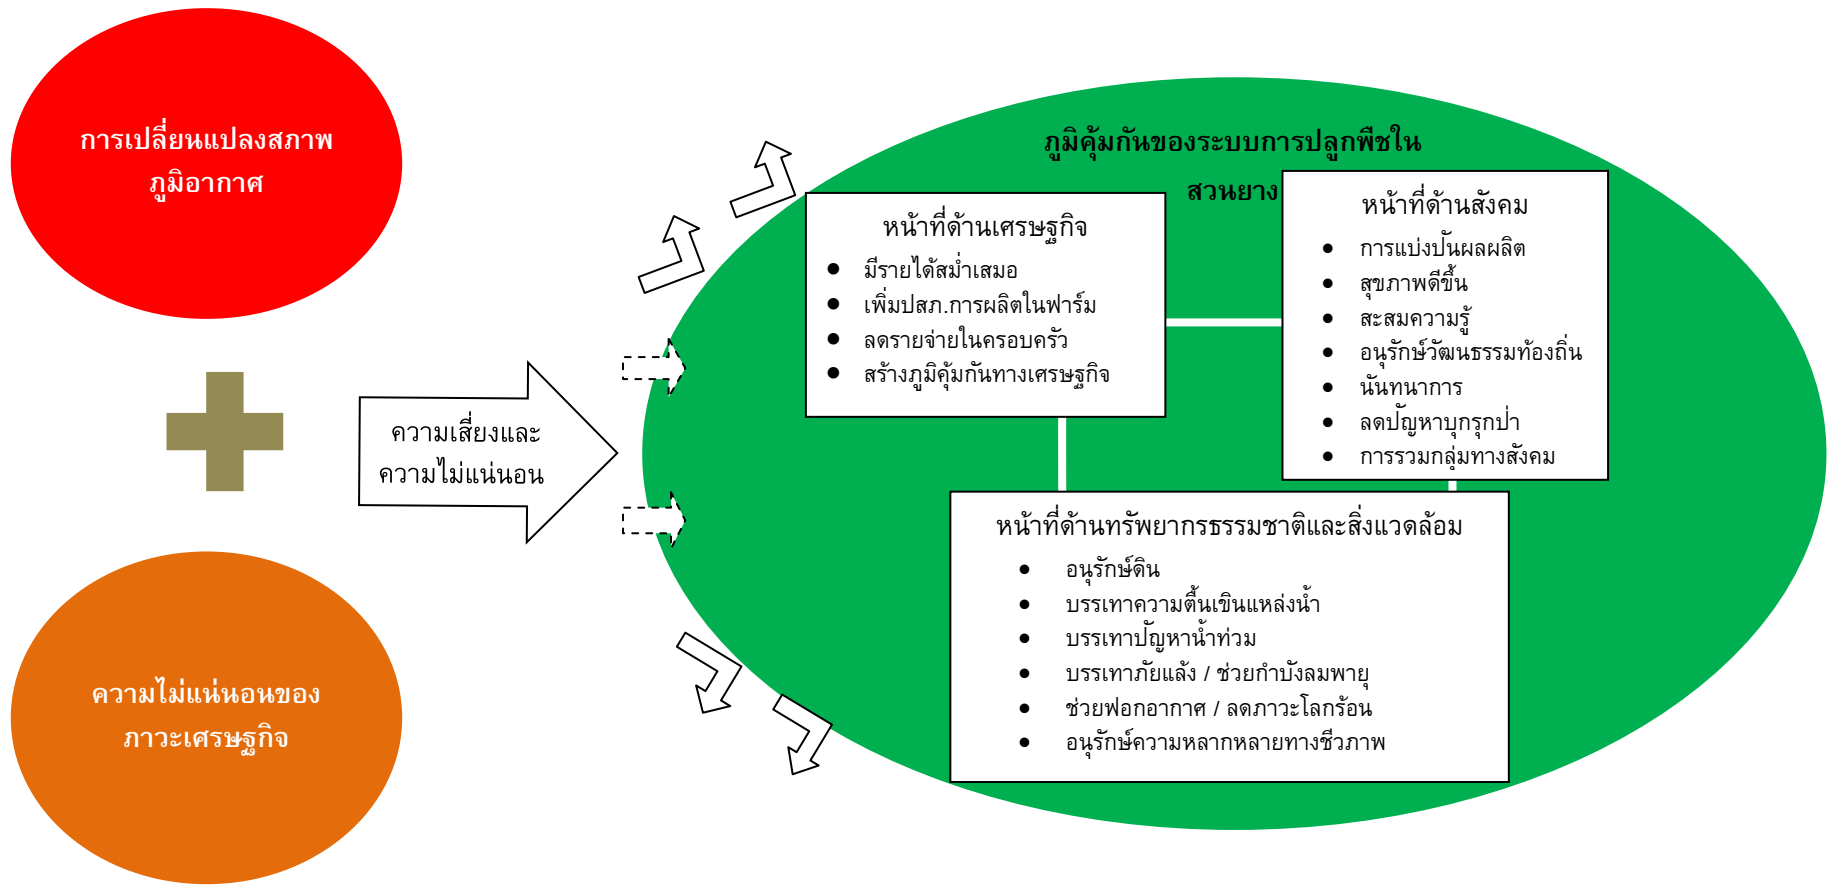 การเปลี่ยนแปลงสภาพ
ภูมิอากาศ
ความไม่แน่นอนของ
ภาวะเศรษฐกิจ
ความเสี่ยงและ
ความไม่แน่นอน
ภูมิคุ้มกันของระบบการปลูกพืชใน
สวนยาง
หน้าที่ด้านเศรษฐกิจ
● มีรายได้สม่ำเสมอ
● เพิ่มปสภ.การผลิตในฟาร์ม
● ลดรายจ่ายในครอบครัว
● สร้างภูมิคุ้มกันทางเศรษฐกิจ
หน้าที่ด้านสังคม
● การแบ่งปันผลผลิต
● สุขภาพดีขึ้น
● สะสมความรู้
● อนุรักษ์วัฒนธรรมท้องถิ่น
● นันทนาการ
● ลดปัญหาบุกรุกป่า
● การรวมกลุ่มทางสังคม
หน้าที่ด้านทรัพยากรธรรมชาติและสิ่งแวดล้อม
● อนุรักษ์ดิน
● บรรเทาความตื้นเขินแหล่งน้ำ
● บรรเทาปัญหาน้ำท่วม
● บรรเทาภัยแล้ง / ช่วยกำบังลมพายุ
● ช่วยฟอกอากาศ / ลดภาวะโลกร้อน
● อนุรักษ์ความหลากหลายทางชีวภาพ